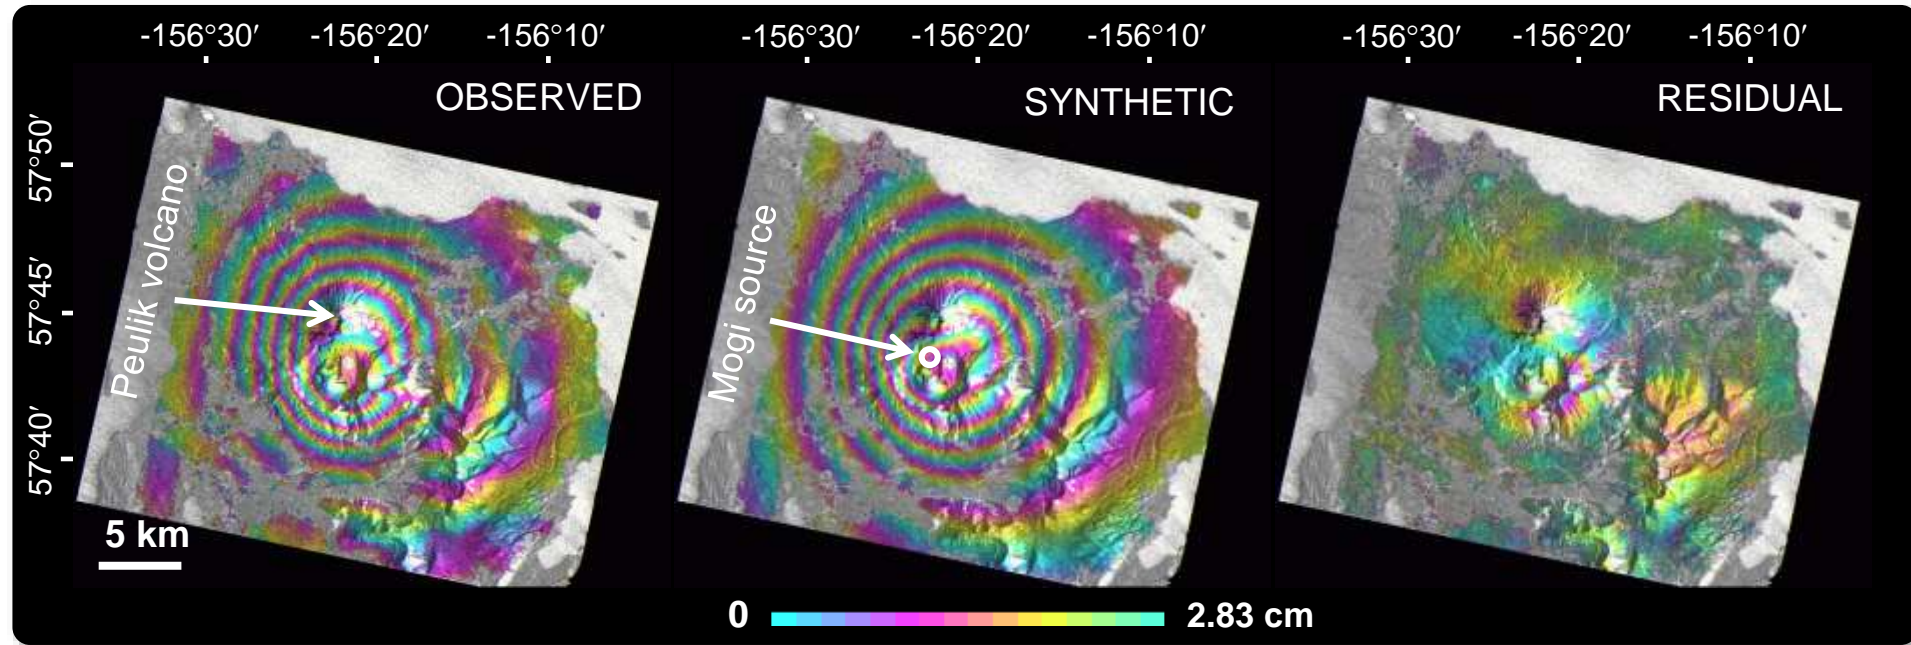 -156°30′ -156°20′ -156°10′
-156°30′ -156°20′ -156°10′
-156°30′ -156°20′ -156°10′
OBSERVED
SYNTHETIC
RESIDUAL
57°50′
57°45′
57°40′
Peulik volcano
Mogi source
5 km
0 2.83 cm